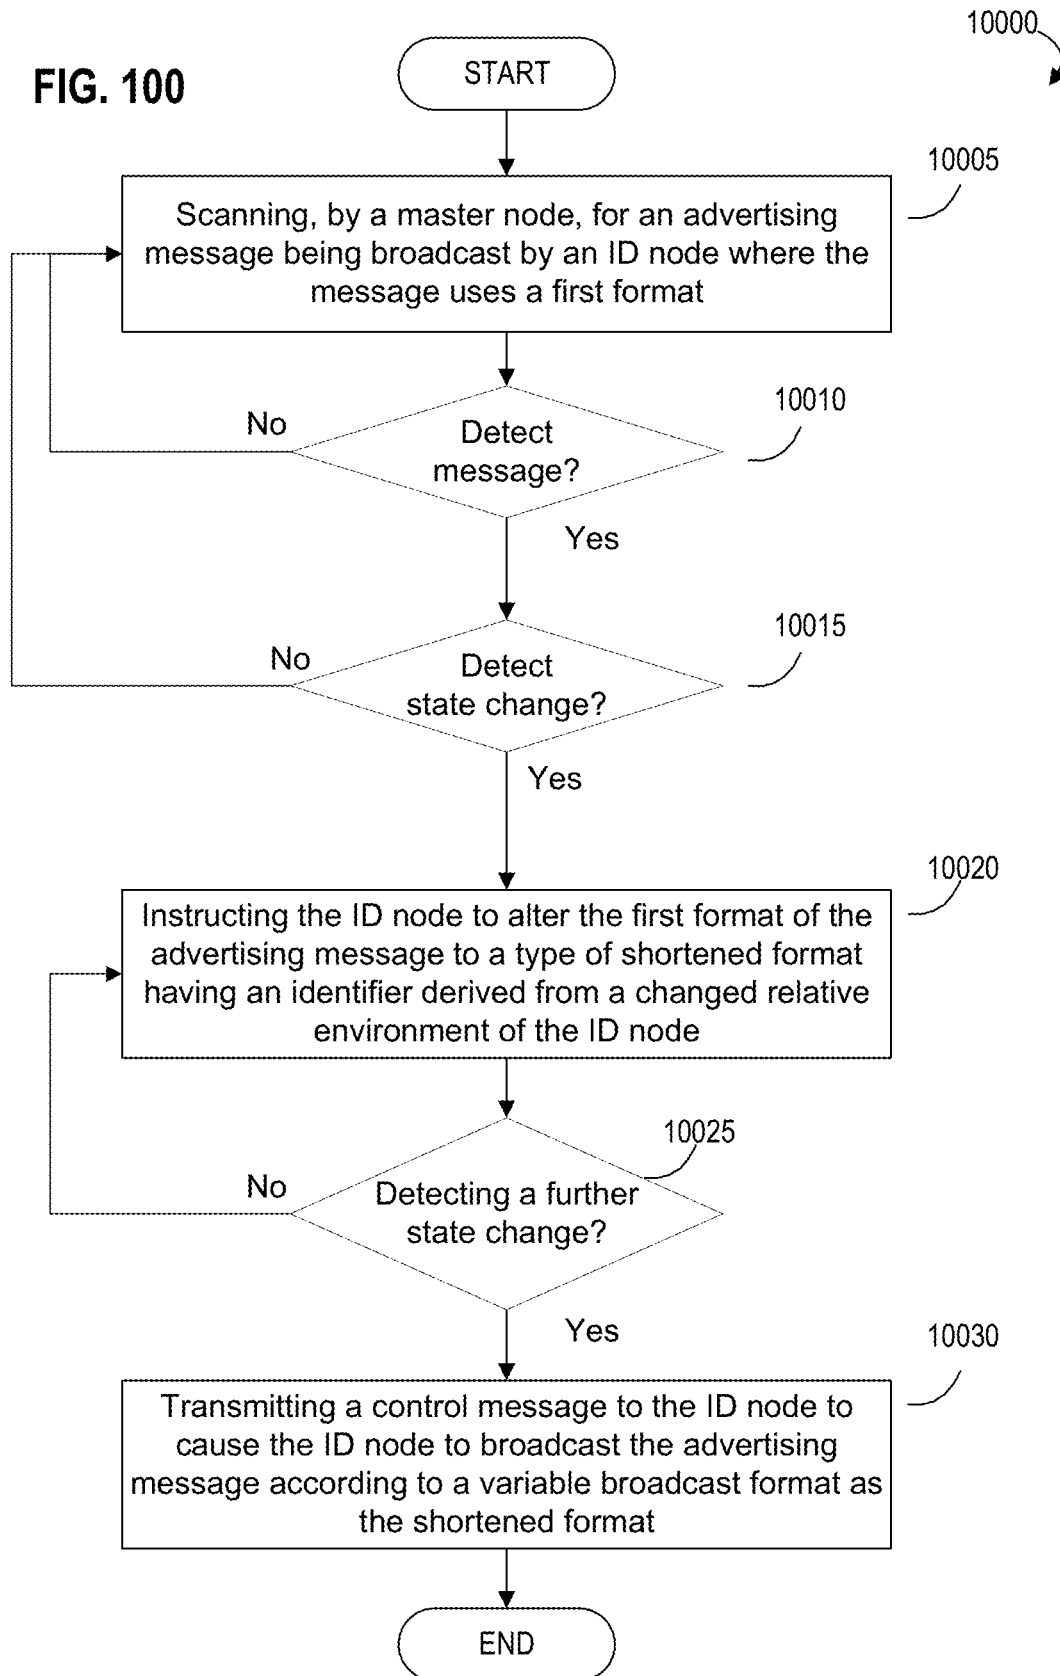 10000
FIG. 100
START
10005
Scanning, by a master node, for an advertising
message being broadcast by an ID node where the
message uses a first format
10010
No
Detect
message?
Yes
10015
No
Detect
state change?
Yes
10020
Instructing the ID node to alter the first format of the
advertising message to a type of shortened format
having an identifier derived from a changed relative
environment of the ID node
10025
No
Detecting a further
state change?
Yes
10030
Transmitting a control message to the ID node to
cause the ID node to broadcast the advertising
message according to a variable broadcast format as
the shortened format
END